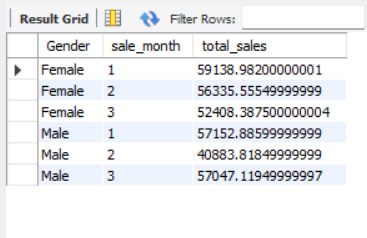 Result Grid Filter Rows:
Gender sale_month total_sales
Female 1 59138.98200000001
Female 2 56335.55549999999
Female 3 52408.387500000004
Male 1 57152.88599999999
Male 2 40883.81849999999
Male 3 57047.11949999997